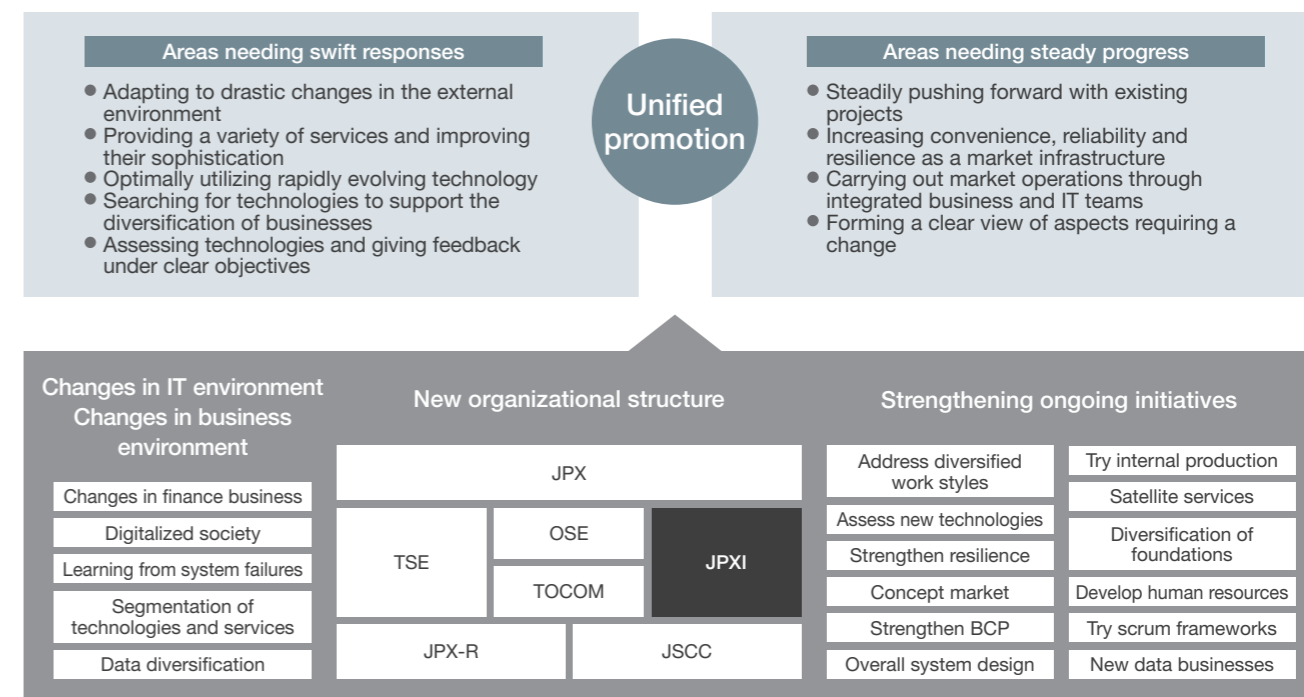 Areas needing swift responses
● Adapting to drastic changes in the external
environment
● Providing a variety of services and improving
their sophistication
● Optimally utilizing rapidly evolving technology
● Searching for technologies to support the
diversification of businesses
● Assessing technologies and giving feedback
under clear objectives
Unified
promotion
Areas needing steady progress
● Steadily pushing forward with existing
projects
● Increasing convenience, reliability and
resilience as a market infrastructure
● Carrying out market operations through
integrated business and IT teams
● Forming a clear view of aspects requiring a
change
Changes in IT environment
Changes in business
environment
Changes in finance business
Digitalized society
Learning from system failures
Segmentation of
technologies and services
Data diversification
New organizational structure
JPX
TSE
OSE
TOCOM
JPXI
JPX-R
JSCC
Strengthening ongoing initiatives
Address diversified
work styles
Assess new technologies
Strengthen resilience
Concept market
Strengthen BCP
Overall system design
Try internal production
Satellite services
Diversification of
foundations
Develop human resources
Try scrum frameworks
New data businesses